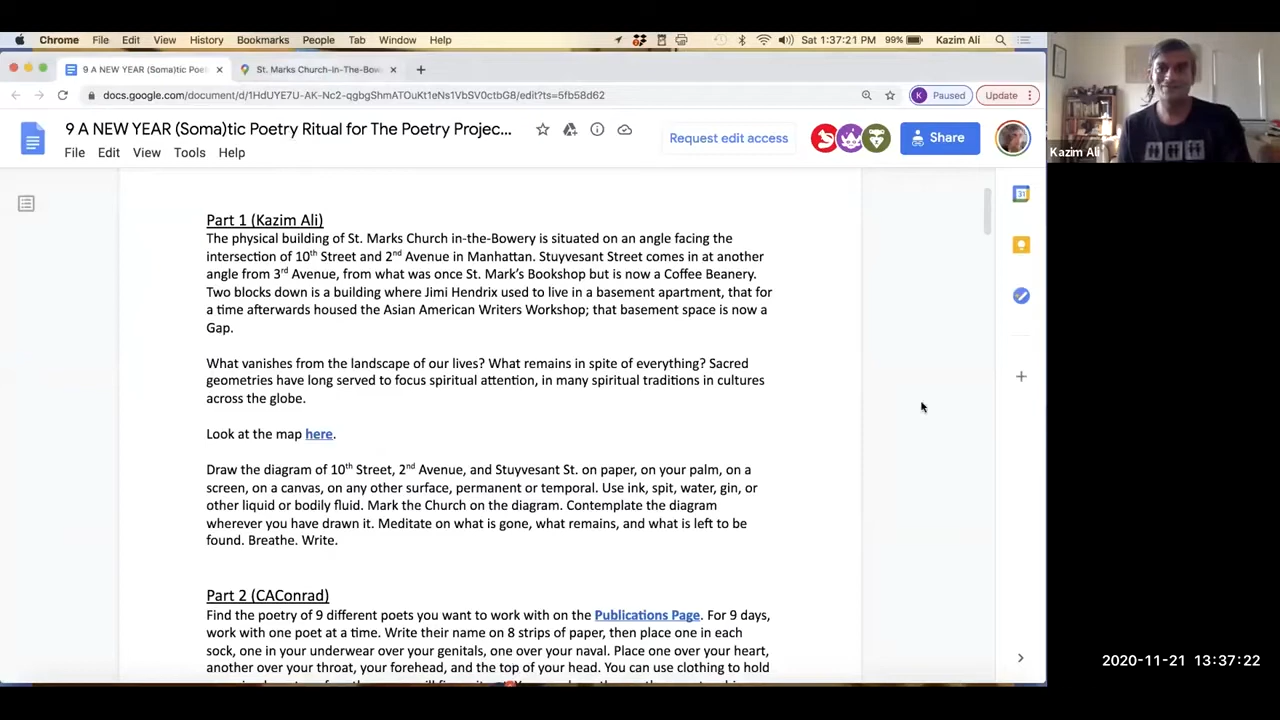 Chrome File Edit View History Bookmarks People Tab Window Help Sat 1:37:21 PM 99% Kazim Ali
9 A NEW YEAR (Soma)tic Poet
St. Marks Church-In-The-Bow
docs.google.com/document/d/1HdUYE7U-AK-Nc2-qgbgShmATOuKt1eNs1VbSV0ctbG8/edit?ts=5fb58d62
K Paused Update
9 A NEW YEAR (Soma)tic Poetry Ritual for The Poetry Projec...
Request edit access
Share
File Edit View Tools Help
Kazim Ali
31
Part 1 (Kazim Ali)
The physical building of St. Marks Church in-the-Bowery is situated on an angle facing the
intersection of 10th Street and 2nd Avenue in Manhattan. Stuyvesant Street comes in at another
angle from 3rd Avenue, from what was once St. Mark's Bookshop but is now a Coffee Beanery.
Two blocks down is a building where Jimi Hendrix used to live in a basement apartment, that for
a time afterwards housed the Asian American Writers Workshop; that basement space is now a
Gap.
What vanishes from the landscape of our lives? What remains in spite of everything? Sacred
geometries have long served to focus spiritual attention, in many spiritual traditions in cultures
across the globe.
Look at the map here.
Draw the diagram of 10th Street, 2nd Avenue, and Stuyvesant St. on paper, on your palm, on a
screen, on a canvas, on any other surface, permanent or temporal. Use ink, spit, water, gin, or
other liquid or bodily fluid. Mark the Church on the diagram. Contemplate the diagram
wherever you have drawn it. Meditate on what is gone, what remains, and what is left to be
found. Breathe. Write.
Part 2 (CAConrad)
Find the poetry of 9 different poets you want to work with on the Publications Page. For 9 days,
work with one poet at a time. Write their name on 8 strips of paper, then place one in each
sock, one in your underwear over your genitals, one over your naval. Place one over your heart,
another over your throat, your forehead, and the top of your head. You can use clothing to hold
2020-11-21 13:37:22